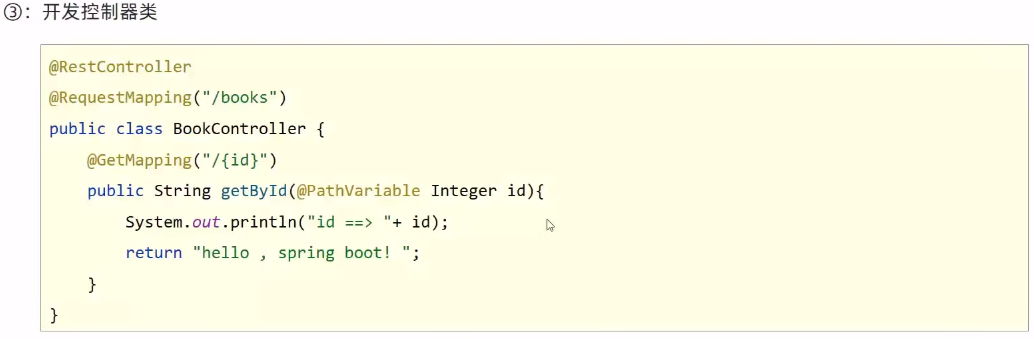 ③：开发控制器类
@RestController
@RequestMapping("/books")
public class BookController {
    @GetMapping("/{id}")
    public String getById(@PathVariable Integer id){
        System.out.println("id ==> "+ id);
        return "hello , spring boot! ";
    }
}